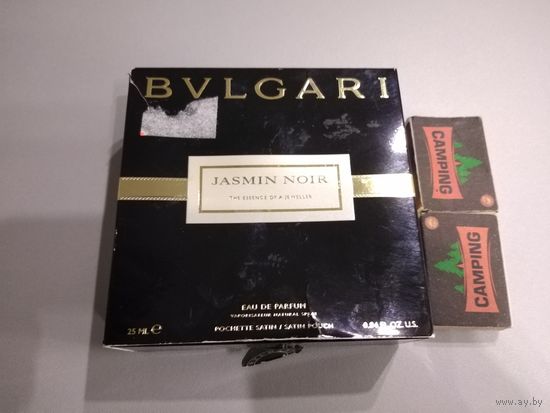 BVLGARI
JASMIN NOIR
THE ESSENCE OF A JEWELLER
EAU DE PARFUM
VAPORISATEUR NATURAL SPRAY
25 ML e
POCHETTE SATIN / SATIN POUCH
0.84 FL. OZ U.S.
CAMPING
CAMPING
www.ay.by